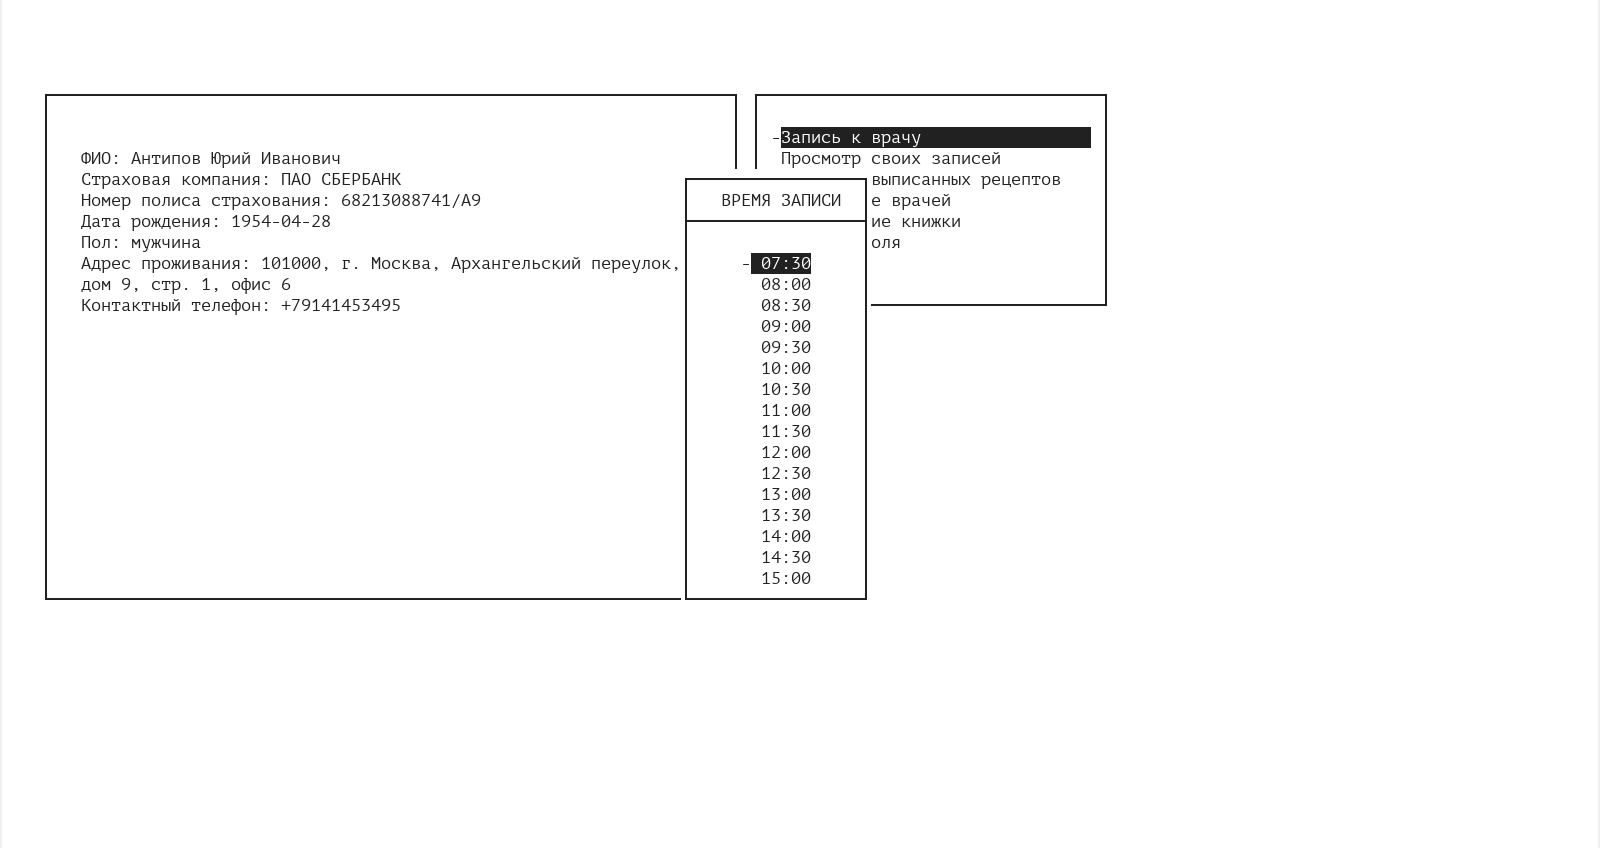 ФИО: Антипов Юрий Иванович
Страховая компания: ПАО СБЕРБАНК
Номер полиса страхования: 68213088741/А9
Дата рождения: 1954-04-28
Пол: мужчина
Адрес проживания: 101000, г. Москва, Архангельский переулок,
дом 9, стр. 1, офис 6
Контактный телефон: +79141453495
-Запись к врачу
Просмотр своих записей
выписанных рецептов
е врачей
ие книжки
оля
ВРЕМЯ ЗАПИСИ
- 07:30
08:00
08:30
09:00
09:30
10:00
10:30
11:00
11:30
12:00
12:30
13:00
13:30
14:00
14:30
15:00